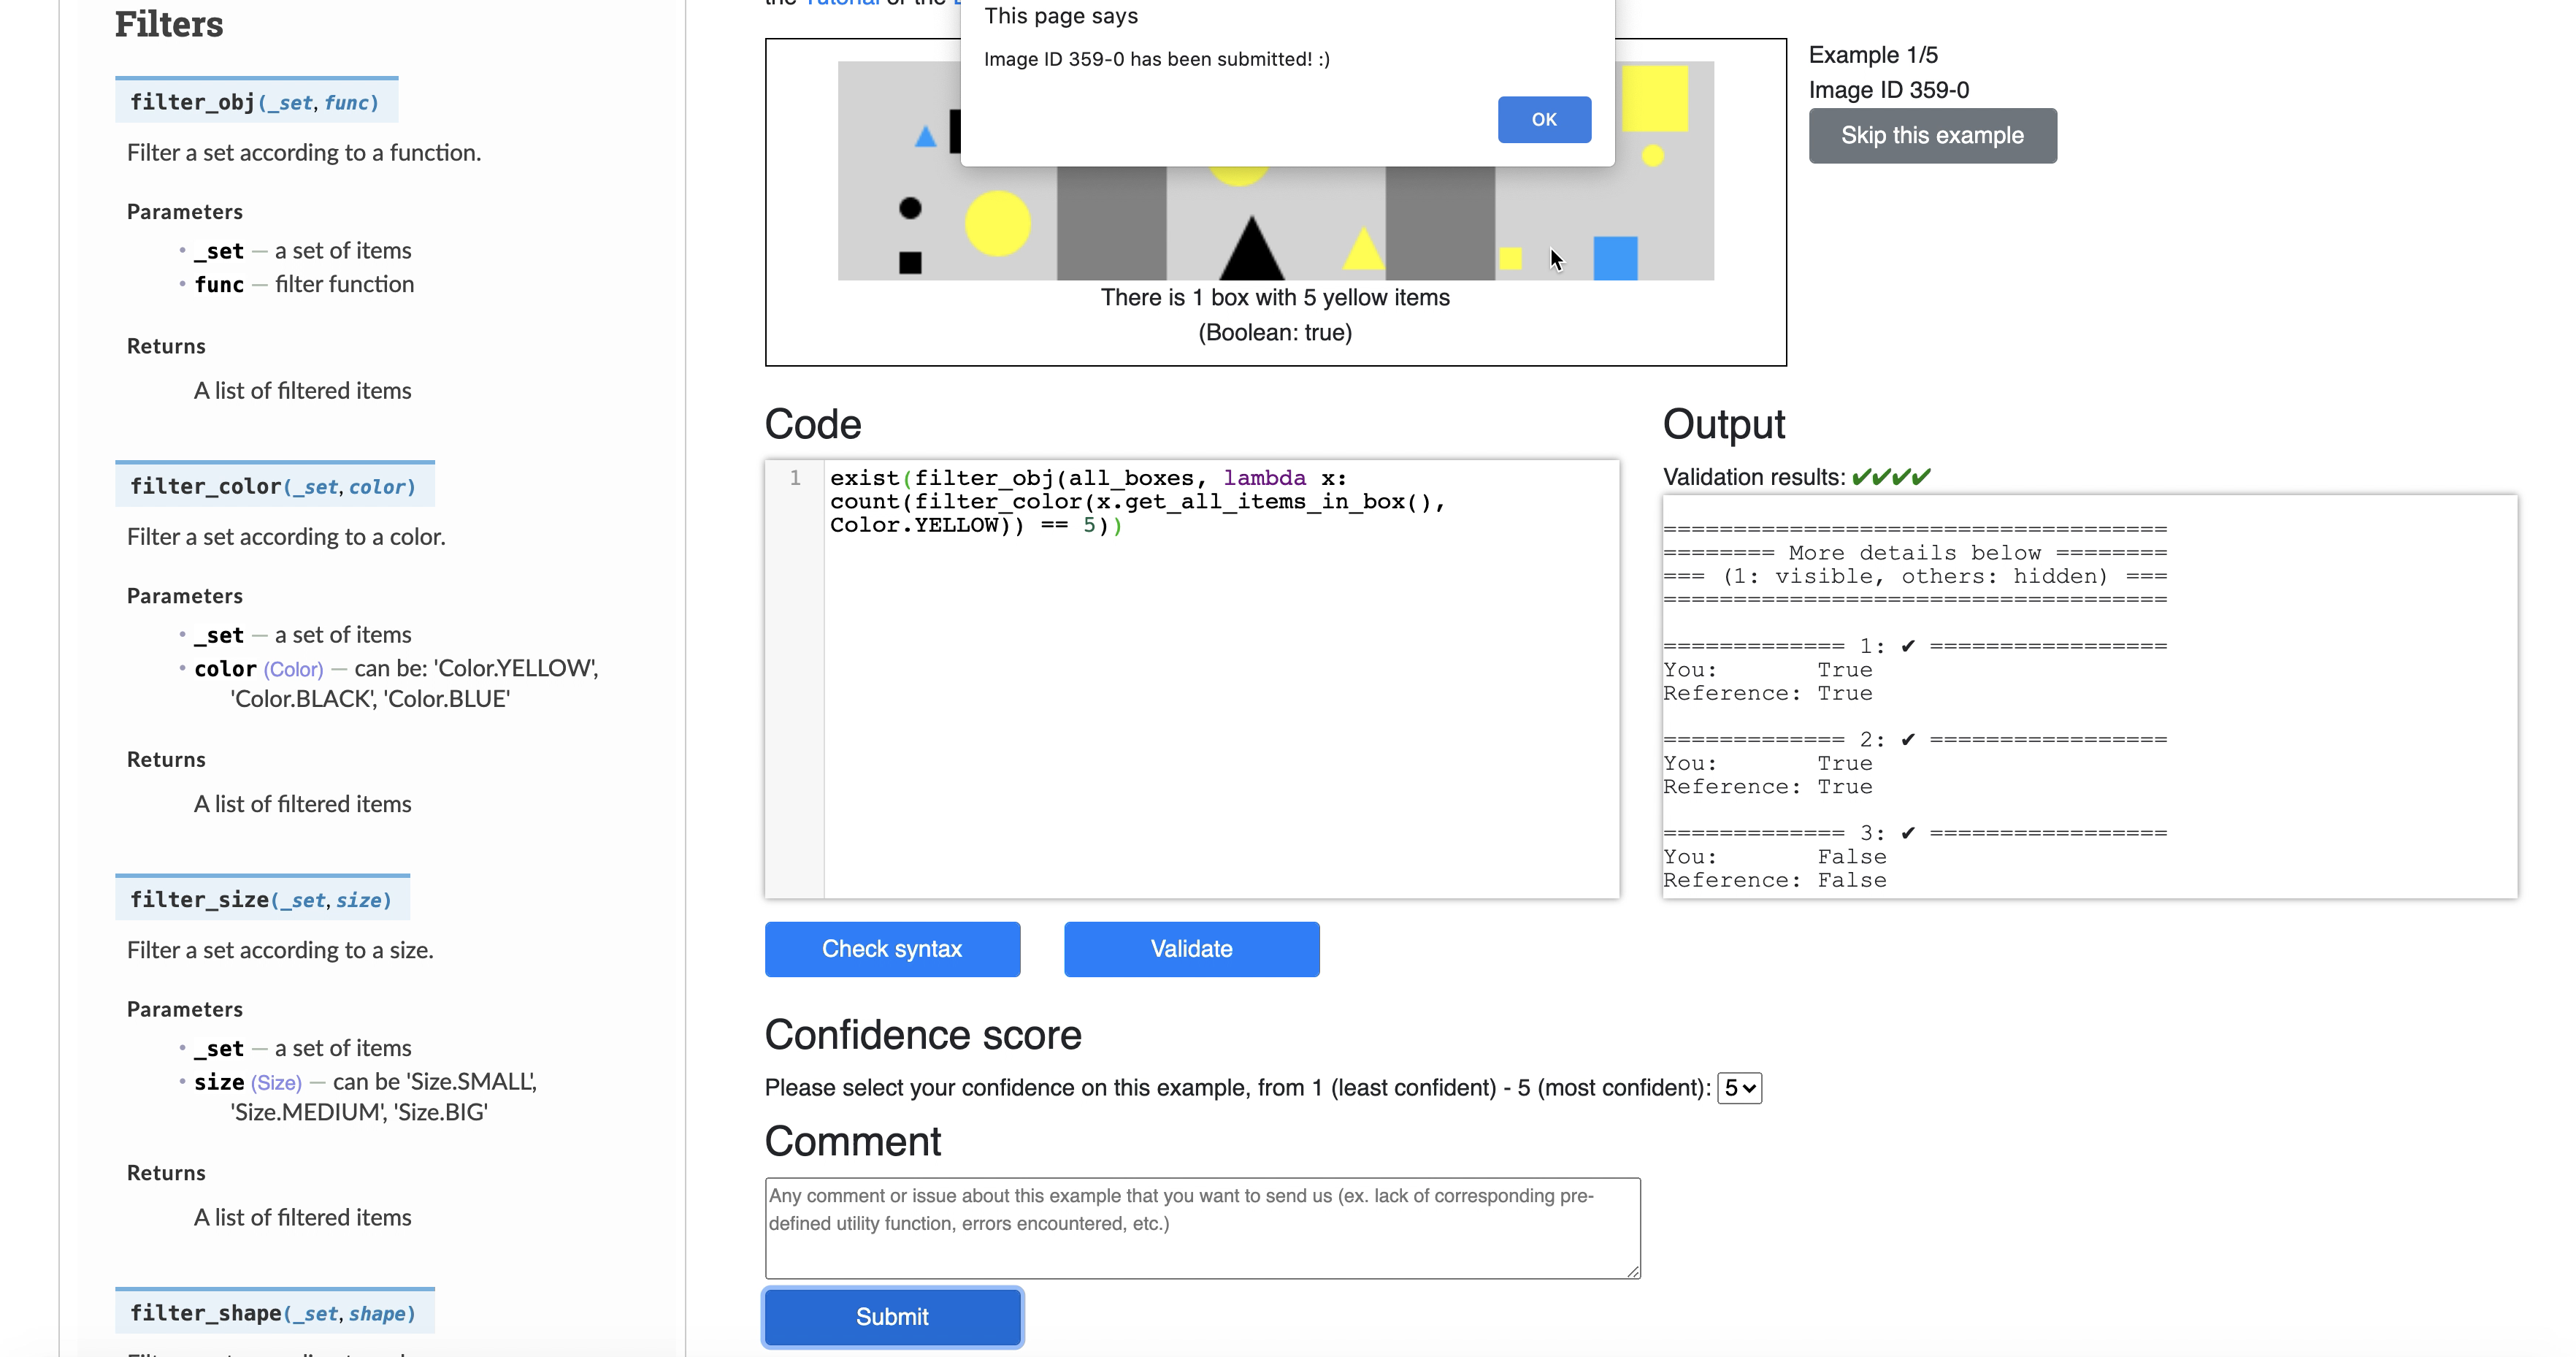 Filters
filter_obj(_set, func)
Filter a set according to a function.
Parameters
• _set — a set of items
• func — filter function
Returns
A list of filtered items
filter_color(_set, color)
Filter a set according to a color.
Parameters
• _set — a set of items
• color (Color) — can be: 'Color.YELLOW',
'Color.BLACK', 'Color.BLUE'
Returns
A list of filtered items
filter_size(_set, size)
Filter a set according to a size.
Parameters
• _set — a set of items
• size (Size) — can be 'Size.SMALL',
'Size.MEDIUM', 'Size.BIG'
Returns
A list of filtered items
filter_shape(_set, shape)
the Tutorial or the
This page says
Image ID 359-0 has been submitted! :)
OK
Example 1/5
Image ID 359-0
Skip this example
There is 1 box with 5 yellow items
(Boolean: true)
Code
1 exist(filter_obj(all_boxes, lambda x:
count(filter_color(x.get_all_items_in_box(),
Color.YELLOW)) == 5))
Check syntax
Validate
Output
Validation results: ✔✔✔✔
====================================
======== More details below ========
=== (1: visible, others: hidden) ===
====================================
============= 1: ✔ =================
You: True
Reference: True
============= 2: ✔ =================
You: True
Reference: True
============= 3: ✔ =================
You: False
Reference: False
Confidence score
Please select your confidence on this example, from 1 (least confident) - 5 (most confident): 5
Comment
Any comment or issue about this example that you want to send us (ex. lack of corresponding pre-
defined utility function, errors encountered, etc.)
Submit